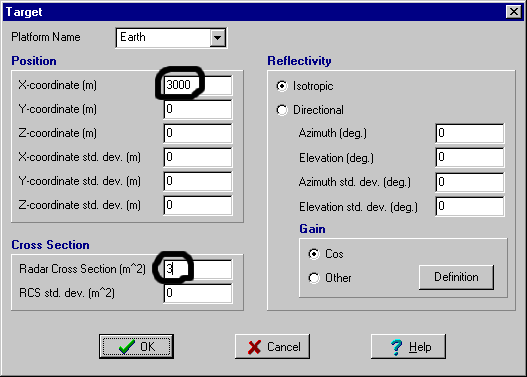 Target
Platform Name Earth
Position
X-coordinate (m) 3000
Y-coordinate (m) 0
Z-coordinate (m) 0
X-coordinate std. dev. (m) 0
Y-coordinate std. dev. (m) 0
Z-coordinate std. dev. (m) 0
Cross Section
Radar Cross Section (m^2) 3
RCS std. dev. (m^2) 0
Reflectivity
Isotropic
Directional
Azimuth (deg.) 0
Elevation (deg.) 0
Azimuth std. dev. (deg.) 0
Elevation std. dev. (deg.) 0
Gain
Cos
Other
Definition
OK
Cancel
Help